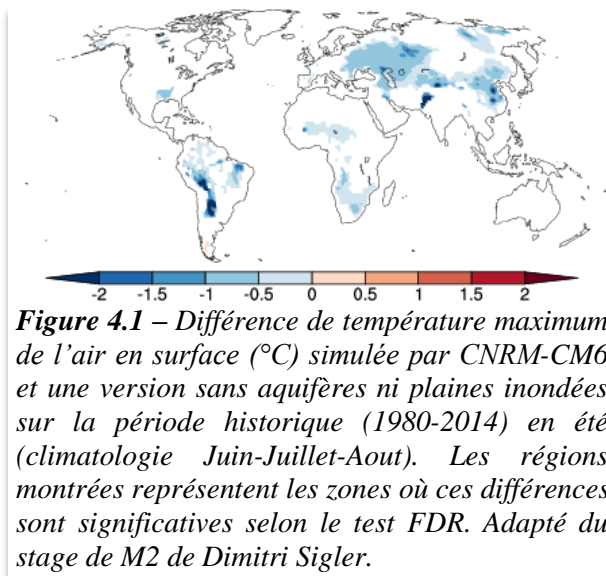 -2 -1.5 -1 -0.5 0 0.5 1 1.5 2
Figure 4.1 – Différence de température maximum
de l'air en surface (°C) simulée par CNRM-CM6
et une version sans aquifères ni plaines inondées
sur la période historique (1980-2014) en été
(climatologie Juin-Juillet-Aout). Les régions
montrées représentent les zones où ces différences
sont significatives selon le test FDR. Adapté du
stage de M2 de Dimitri Sigler.